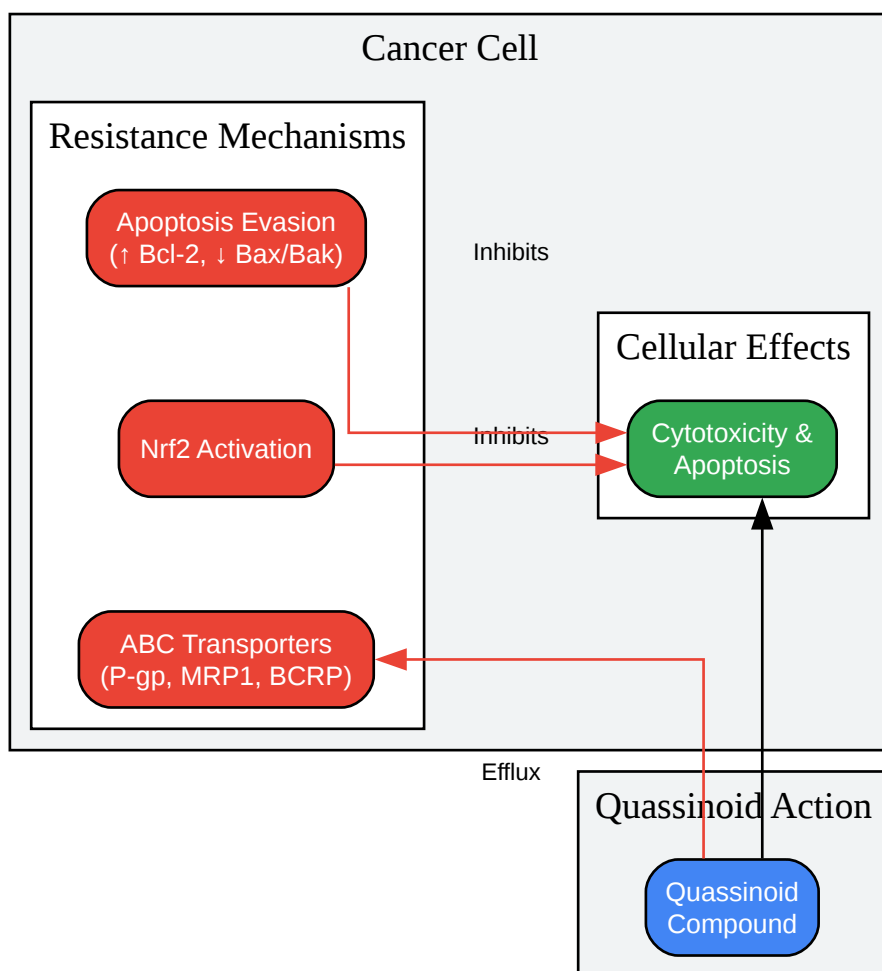 Cancer Cell
Resistance Mechanisms
Apoptosis Evasion
(↑ Bcl-2, ↓ Bax/Bak)
Inhibits
Cellular Effects
Nrf2 Activation
Inhibits
Cytotoxicity &
Apoptosis
ABC Transporters
(P-gp, MRP1, BCRP)
Efflux
Quassinoid Action
Quassinoid
Compound